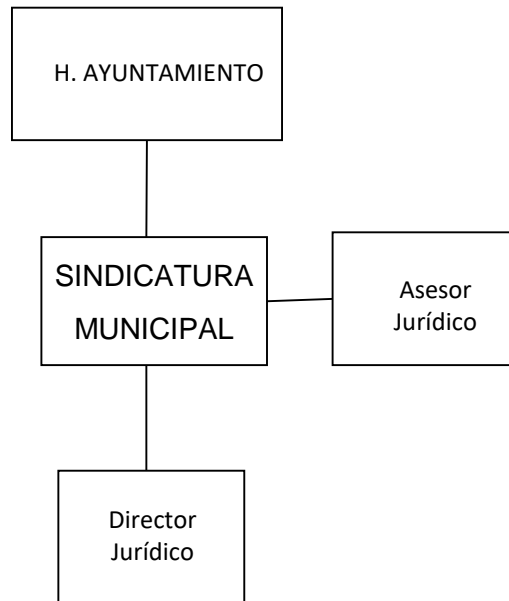 H. AYUNTAMIENTO
SINDICATURA
MUNICIPAL
Asesor
Jurídico
Director
Jurídico